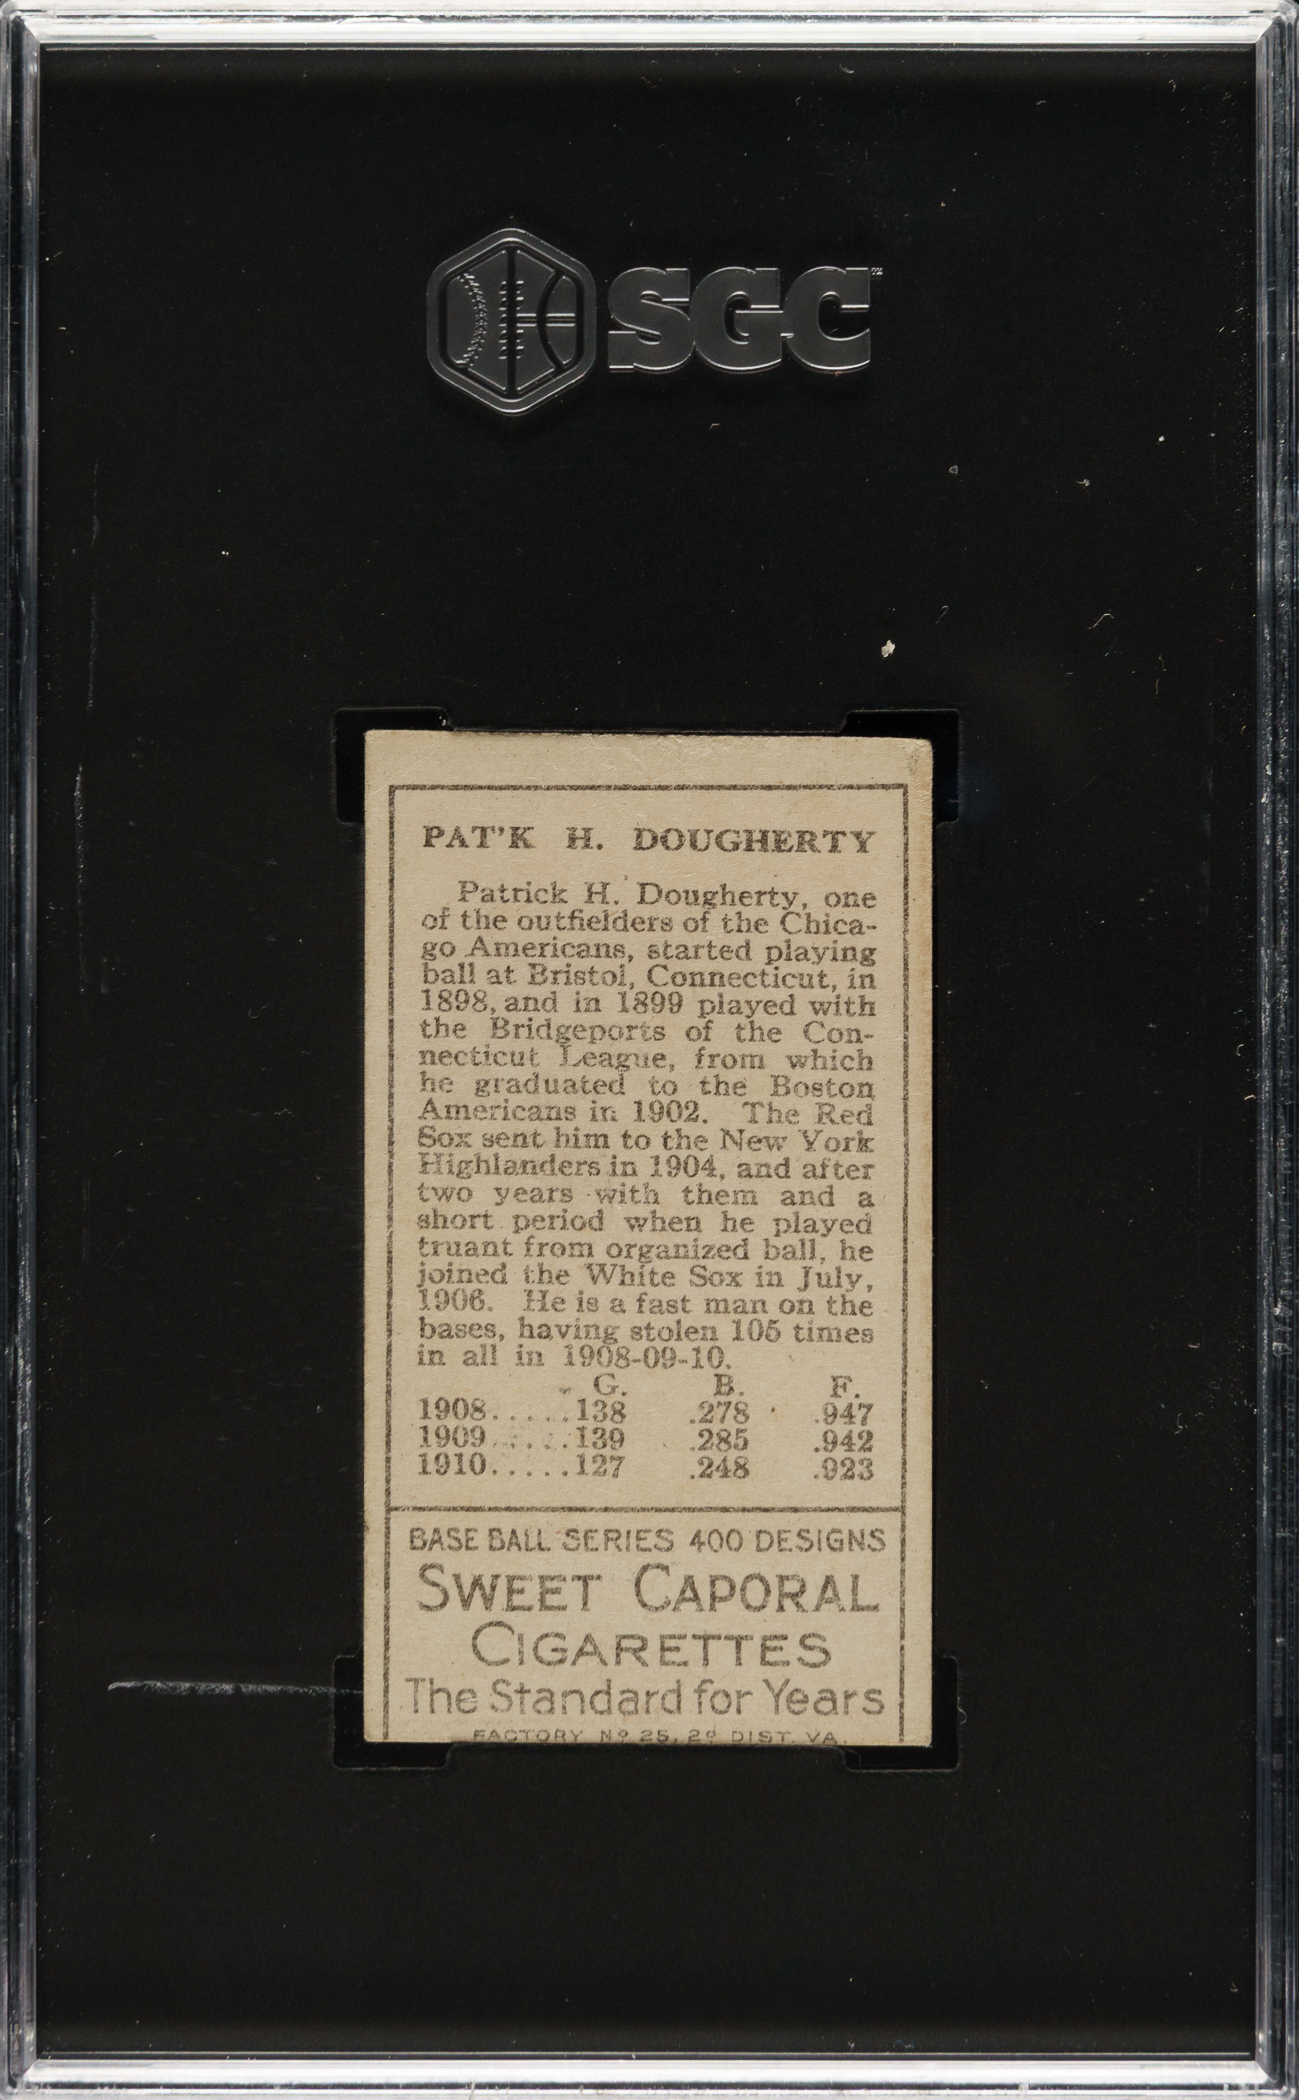 SGC™
PAT'K H. DOUGHERTY
Patrick H. Dougherty, one
of the outfielders of the Chica-
go Americans, started playing
ball at Bristol, Connecticut, in
1898, and in 1899 played with
the Bridgeports of the Con-
necticut League, from which
he graduated to the Boston
Americans in 1902. The Red
Sox sent him to the New York
Highlanders in 1904, and after
two years with them and a
short period when he played
truant from organized ball, he
joined the White Sox in July,
1906. He is a fast man on the
bases, having stolen 105 times
in all in 1908-09-10.
G. B. F.
1908.....138 .278 .947
1909.....139 .285 .942
1910.....127 .248 .923
BASE BALL SERIES 400 DESIGNS
SWEET CAPORAL
CIGARETTES
The Standard for Years
FACTORY Nº 25, 2º DIST. VA.